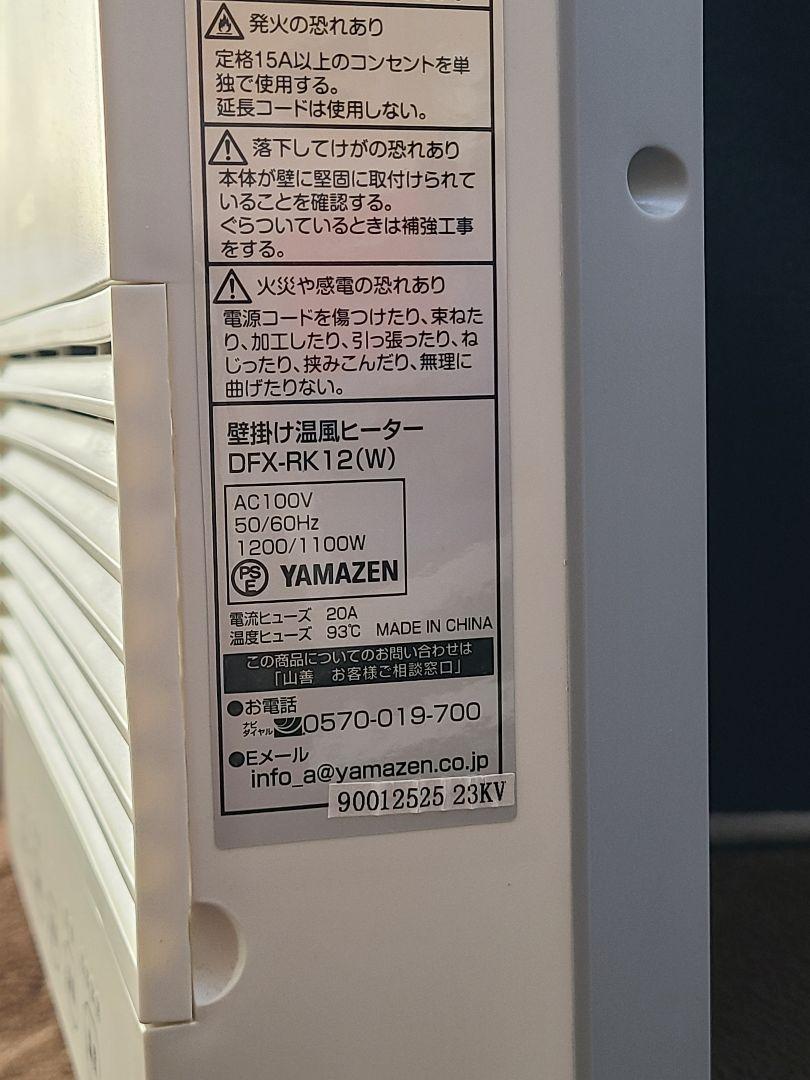 発火の恐れあり
定格15A以上のコンセントを単
独で使用する。
延長コードは使用しない。
落下してけがの恐れあり
本体が壁に堅固に取付けられて
いることを確認する。
ぐらついているときは補強工事
をする。
火災や感電の恐れあり
電源コードを傷つけたり、束ねた
り、加工したり、引っ張ったり、ね
じったり、挟みこんだり、無理に
曲げたりない。
壁掛け温風ヒーター
DFX-RK12(W)
AC100V
50/60Hz
1200/1100W
PSE YAMAZEN
電流ヒューズ 20A
温度ヒューズ 93℃ MADE IN CHINA
この商品についてのお問い合わせは
「山善 お客様ご相談窓口」
●お電話
ナビダイヤル 0570-019-700
●Eメール
info_a@yamazen.co.jp
90012525 23KV